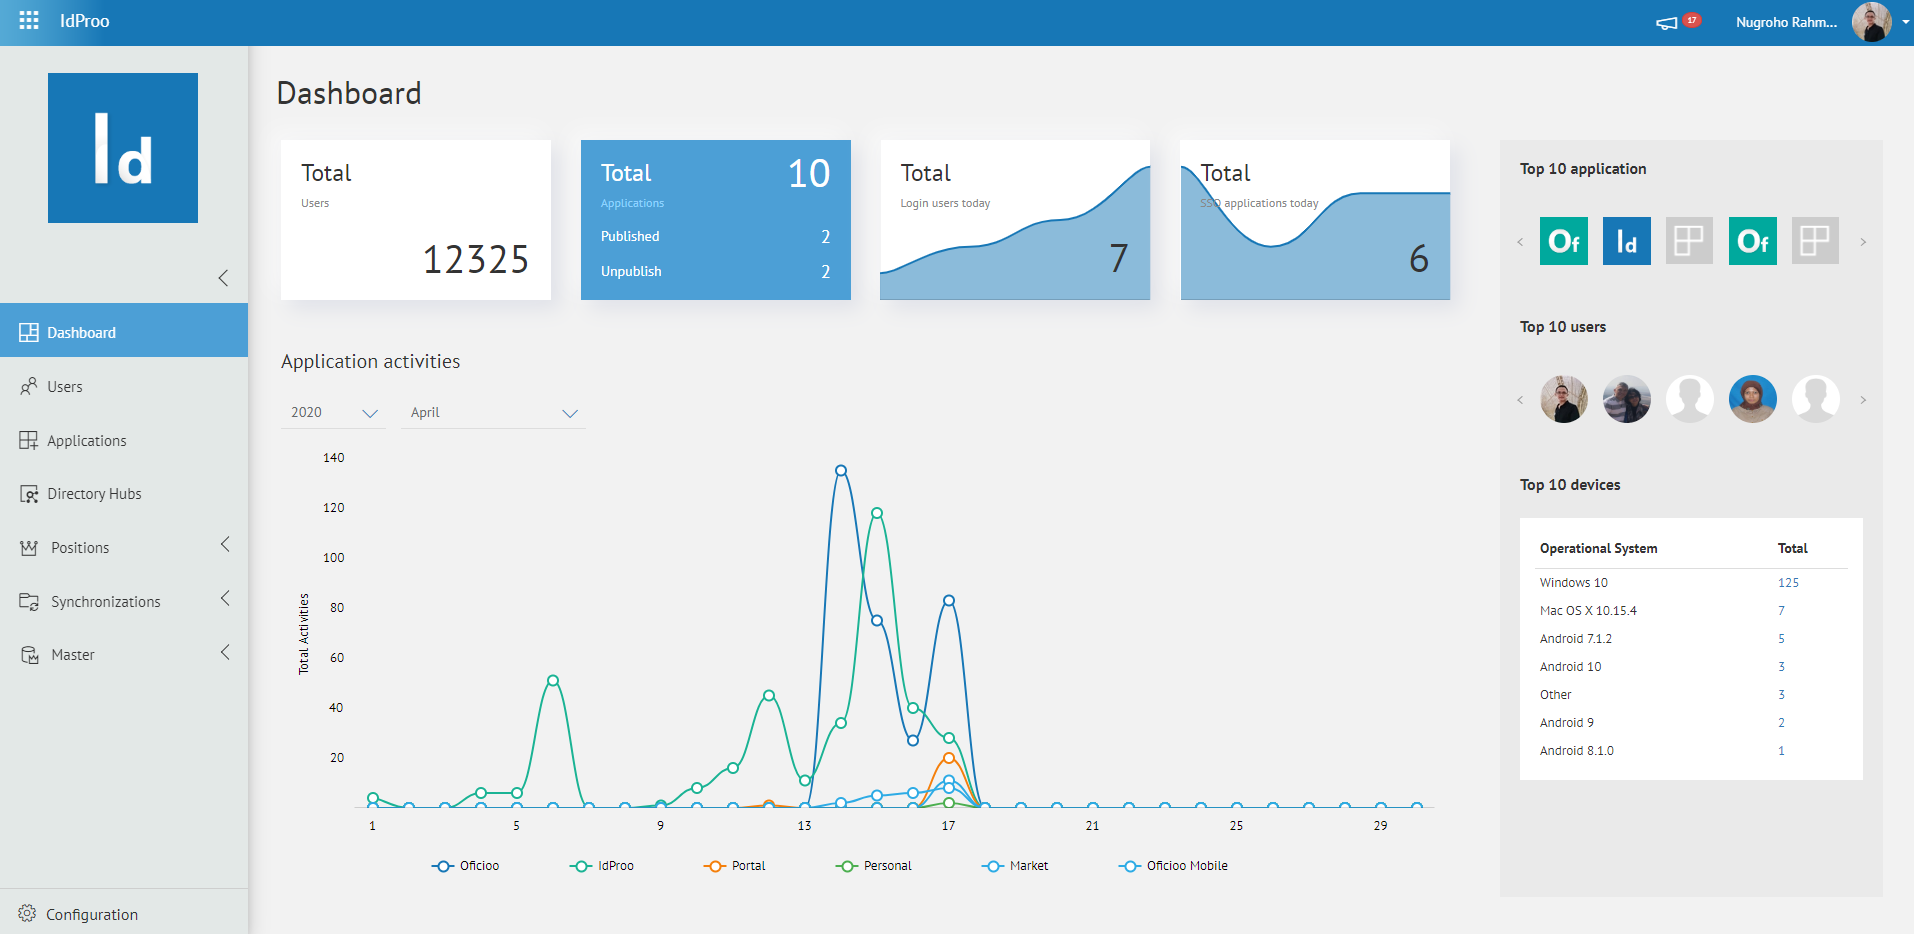 IdProo
17
Nugroho Rahm...
Id
Dashboard
Users
Applications
Directory Hubs
Positions
Synchronizations
Master
Configuration
Dashboard
Total
Users
12325
Total 10
Applications
Published 2
Unpublish 2
Total
Login users today
7
Total
SSO applications today
6
Application activities
2020 April
Total Activities
140
120
100
80
60
40
20
1 5 9 13 17 21 25 29
Oficioo IdProo Portal Personal Market Oficioo Mobile
Top 10 application
Of Id Of
Top 10 users
Top 10 devices
Operational System Total
Windows 10 125
Mac OS X 10.15.4 7
Android 7.1.2 5
Android 10 3
Other 3
Android 9 2
Android 8.1.0 1